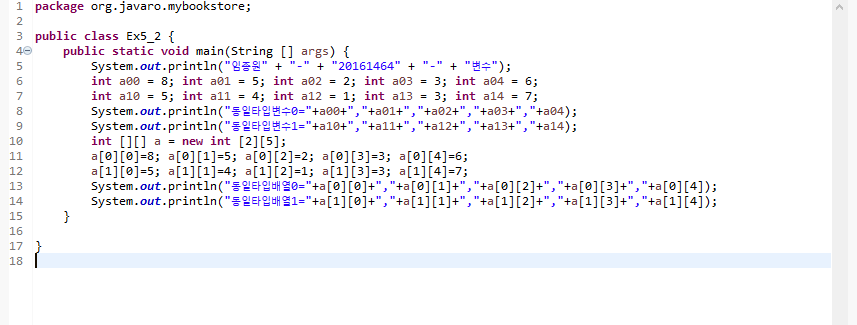 1 package org.javaro.mybookstore;
2
3 public class Ex5_2 {
4 public static void main(String [] args) {
5 System.out.println("임종원" + "-" + "20161464" + "-" + "변수");
6 int a00 = 8; int a01 = 5; int a02 = 2; int a03 = 3; int a04 = 6;
7 int a10 = 5; int a11 = 4; int a12 = 1; int a13 = 3; int a14 = 7;
8 System.out.println("동일타입변수0="+a00+","+a01+","+a02+","+a03+","+a04);
9 System.out.println("동일타입변수1="+a10+","+a11+","+a12+","+a13+","+a14);
10 int [][] a = new int [2][5];
11 a[0][0]=8; a[0][1]=5; a[0][2]=2; a[0][3]=3; a[0][4]=6;
12 a[1][0]=5; a[1][1]=4; a[1][2]=1; a[1][3]=3; a[1][4]=7;
13 System.out.println("동일타입배열0="+a[0][0]+","+a[0][1]+","+a[0][2]+","+a[0][3]+","+a[0][4]);
14 System.out.println("동일타입배열1="+a[1][0]+","+a[1][1]+","+a[1][2]+","+a[1][3]+","+a[1][4]);
15 }
16
17 }
18